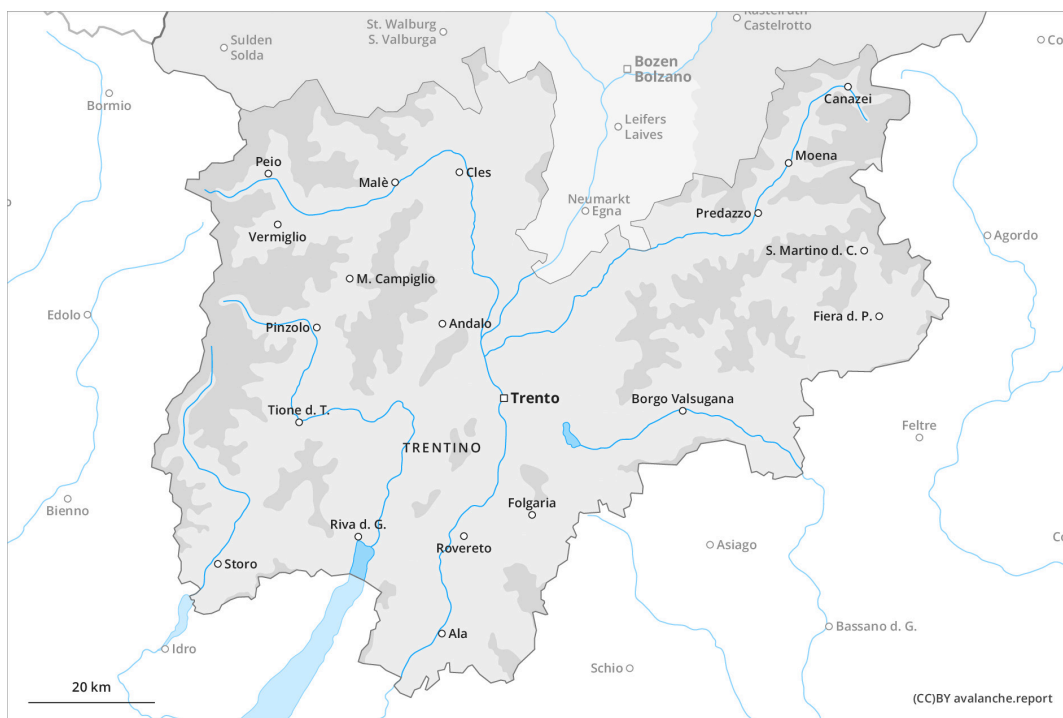 Kastelruth
Castelrotto
St. Walburg
S. Valburga
Sulden
Solda
Co
Bozen
Bolzano
Bormio
Canazei
Leifers
Laives
Moena
Peio
Malè
Cles
Neumarkt
Egna
Predazzo
Vermiglio
Agordo
S. Martino d. C.
M. Campiglio
Edolo
Pinzolo
Andalo
Fiera d. P.
Trento
Borgo Valsugana
Tione d. T.
Feltre
TRENTINO
Bienno
Folgaria
Riva d. G.
Rovereto
Asiago
Co
Storo
Ala
Bassano d. G.
Idro
Schio
20 km
(CC)BY avalanche.report